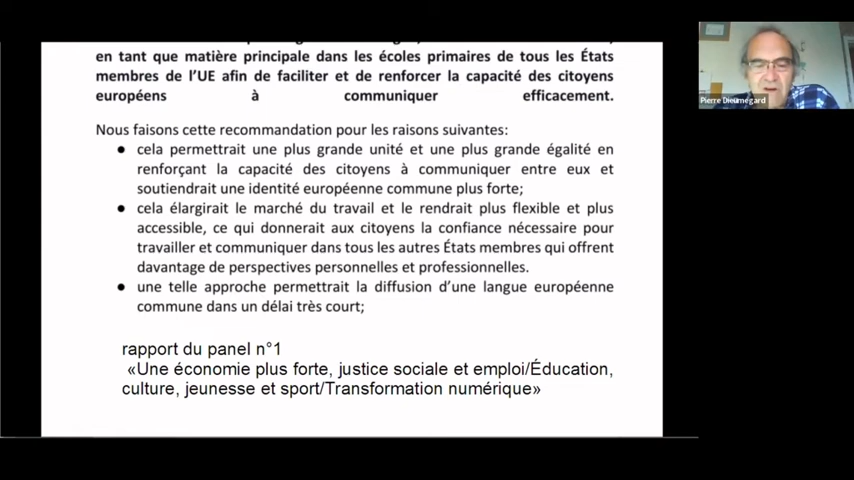 en tant que matière principale dans les écoles primaires de tous les États
membres de l'UE afin de faciliter et de renforcer la capacité des citoyens
européens à communiquer efficacement.
Nous faisons cette recommandation pour les raisons suivantes:
● cela permettrait une plus grande unité et une plus grande égalité en
renforçant la capacité des citoyens à communiquer entre eux et
soutiendrait une identité européenne commune plus forte;
● cela élargirait le marché du travail et le rendrait plus flexible et plus
accessible, ce qui donnerait aux citoyens la confiance nécessaire pour
travailler et communiquer dans tous les autres États membres qui offrent
davantage de perspectives personnelles et professionnelles.
● une telle approche permettrait la diffusion d'une langue européenne
commune dans un délai très court;
rapport du panel n°1
«Une économie plus forte, justice sociale et emploi/Éducation,
culture, jeunesse et sport/Transformation numérique»
Pierre Dieumegard